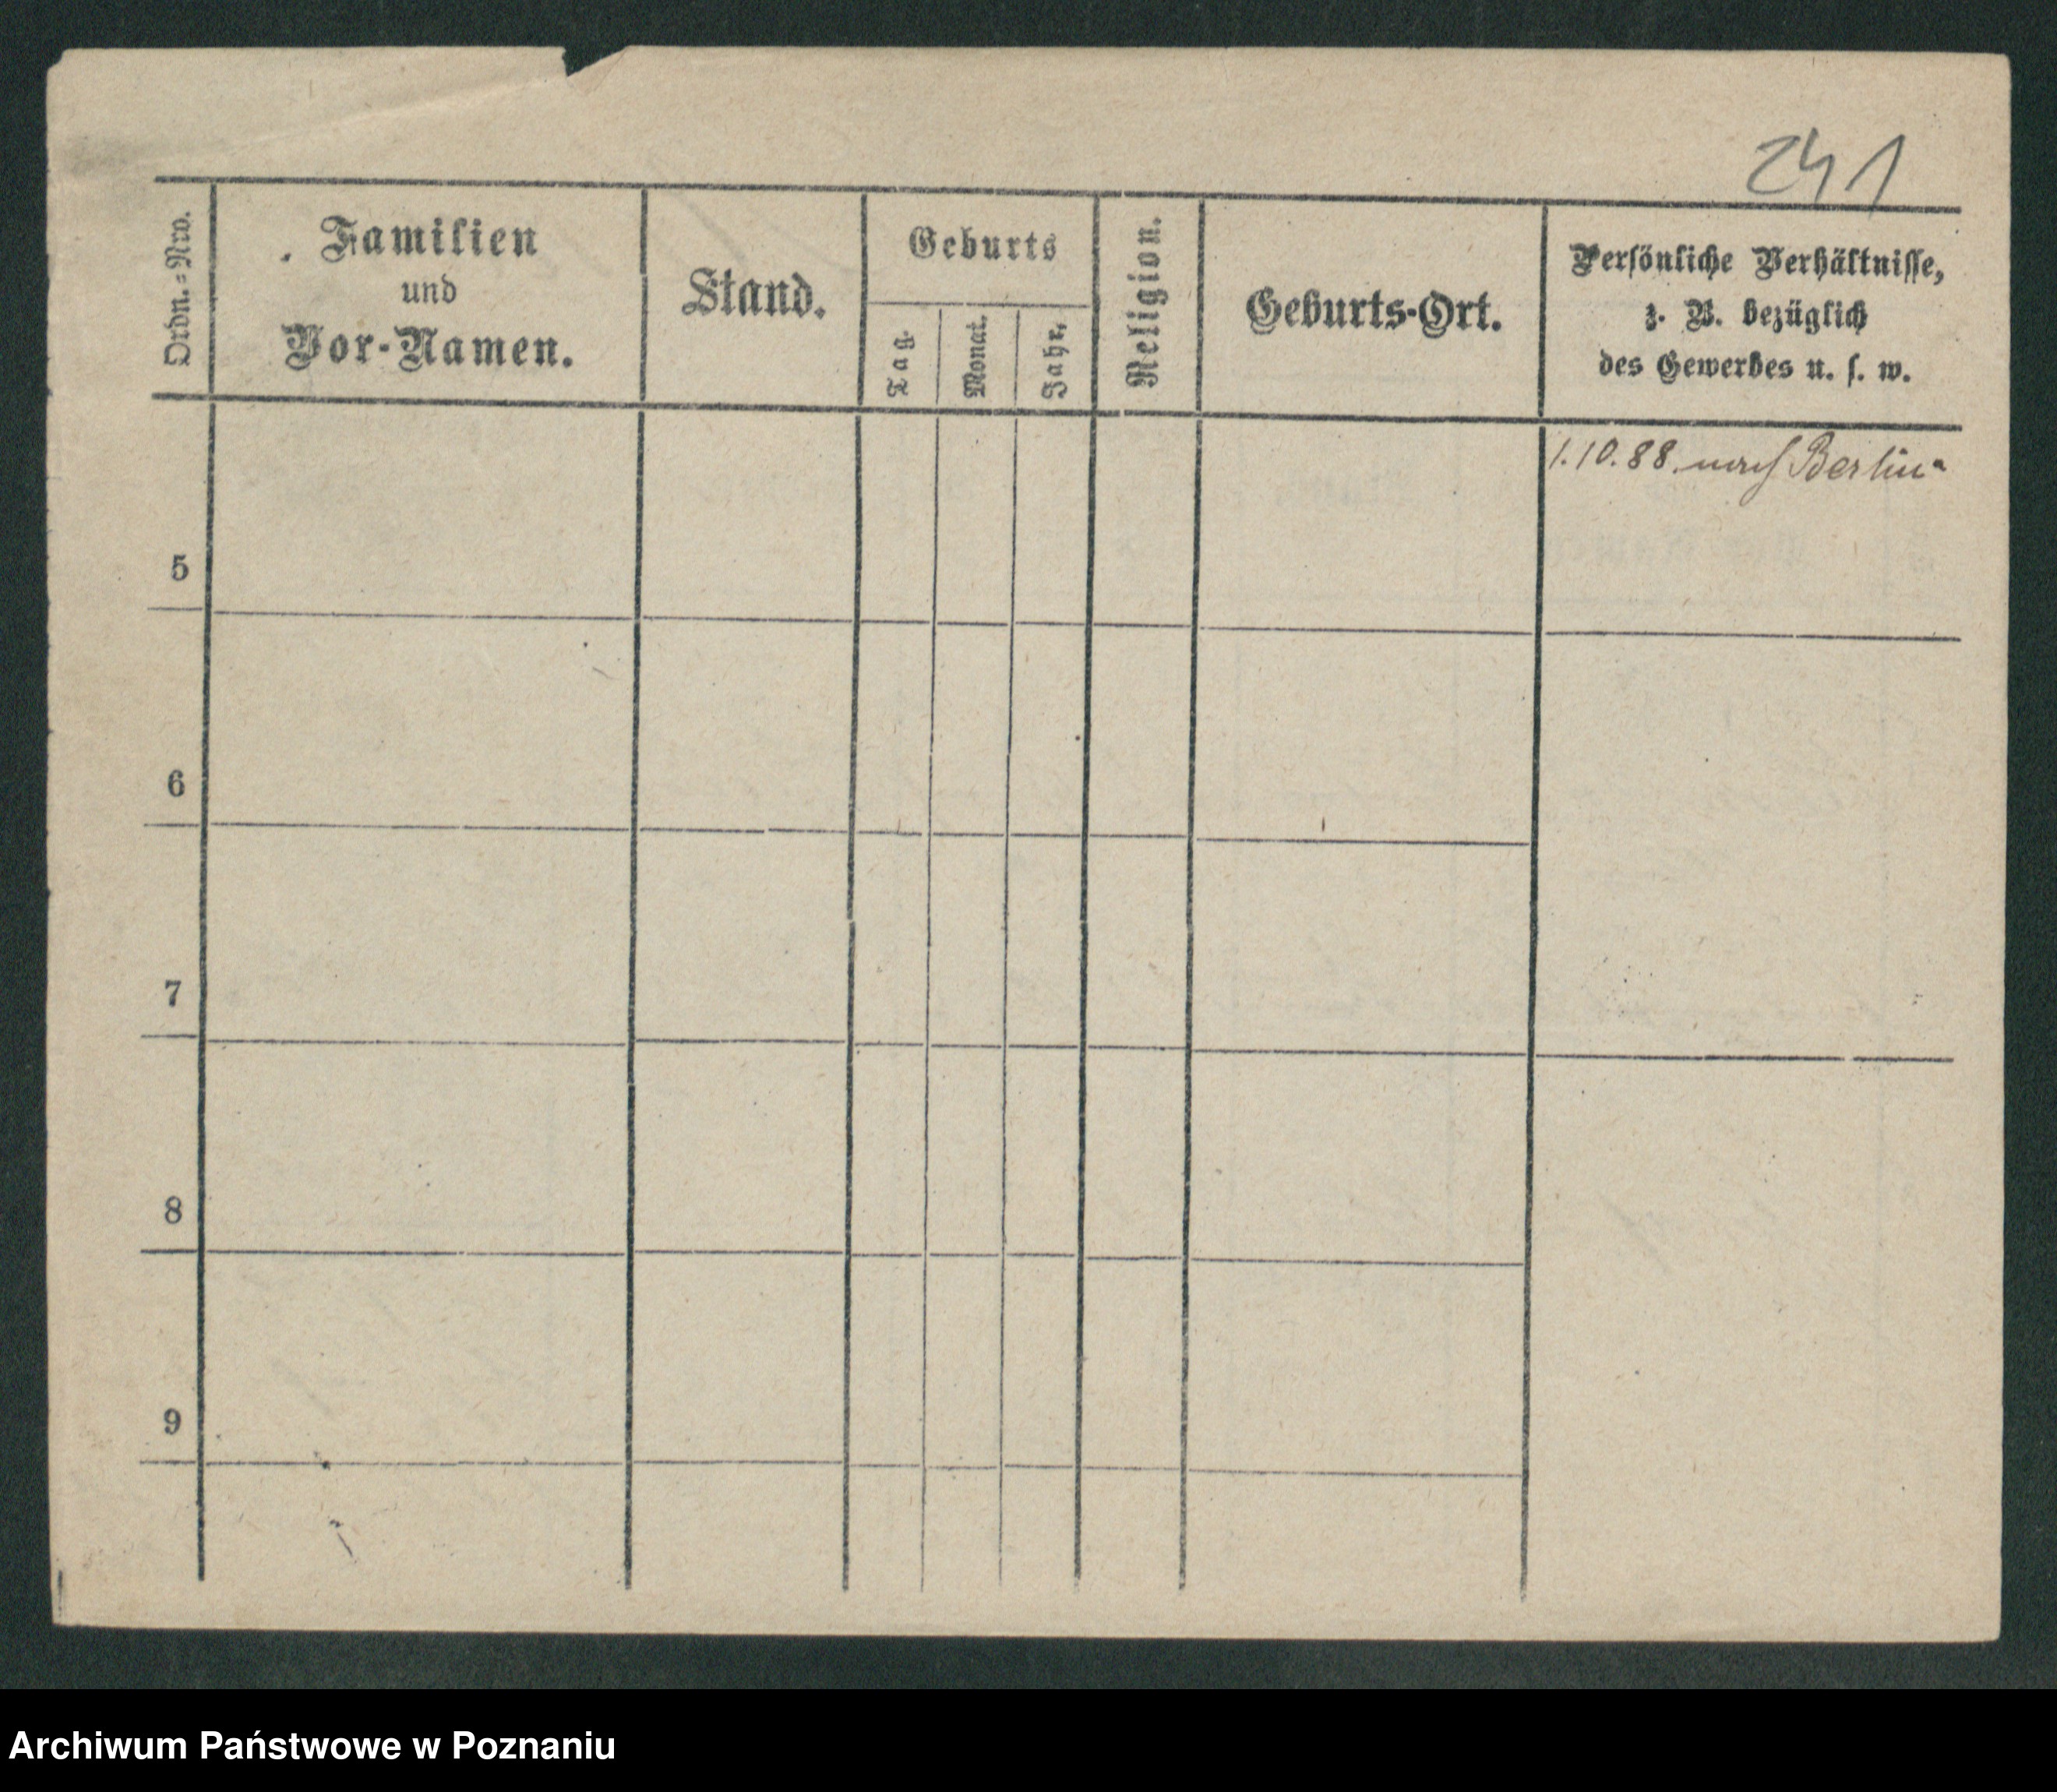 241
Ordn.=Nro.
Familien
und
Vor-Namen.
Stand.
Geburts
Tag.
Monat.
Jahr.
Religion.
Geburts-Ort.
Persönliche Verhältnisse,
z. B. bezüglich
des Gewerbes u. s. w.
1.10.88. nach Berlin
5
6
7
8
9
Archiwum Państwowe w Poznaniu